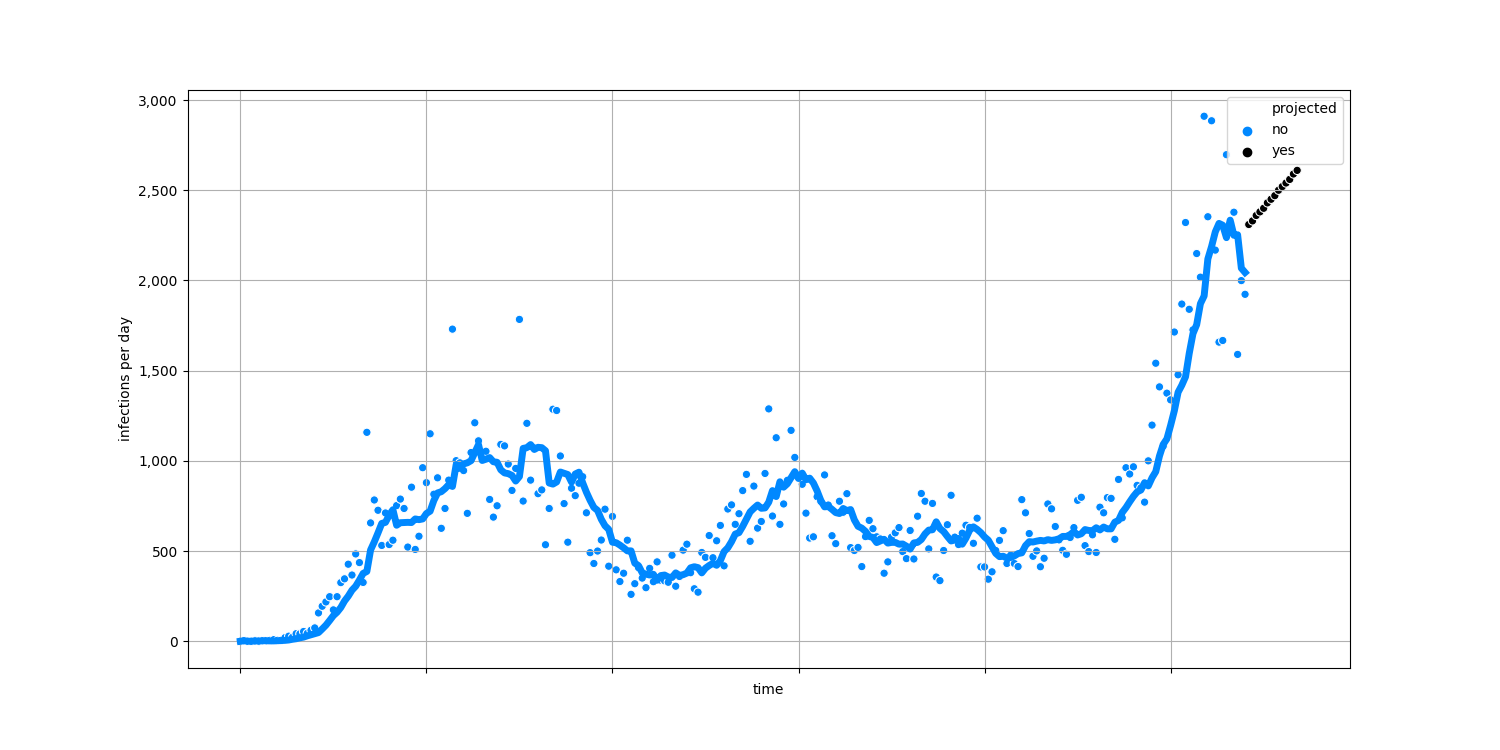 3,000
2,500
2,000
1,500
1,000
500
0
infections per day
time
projected
no
yes